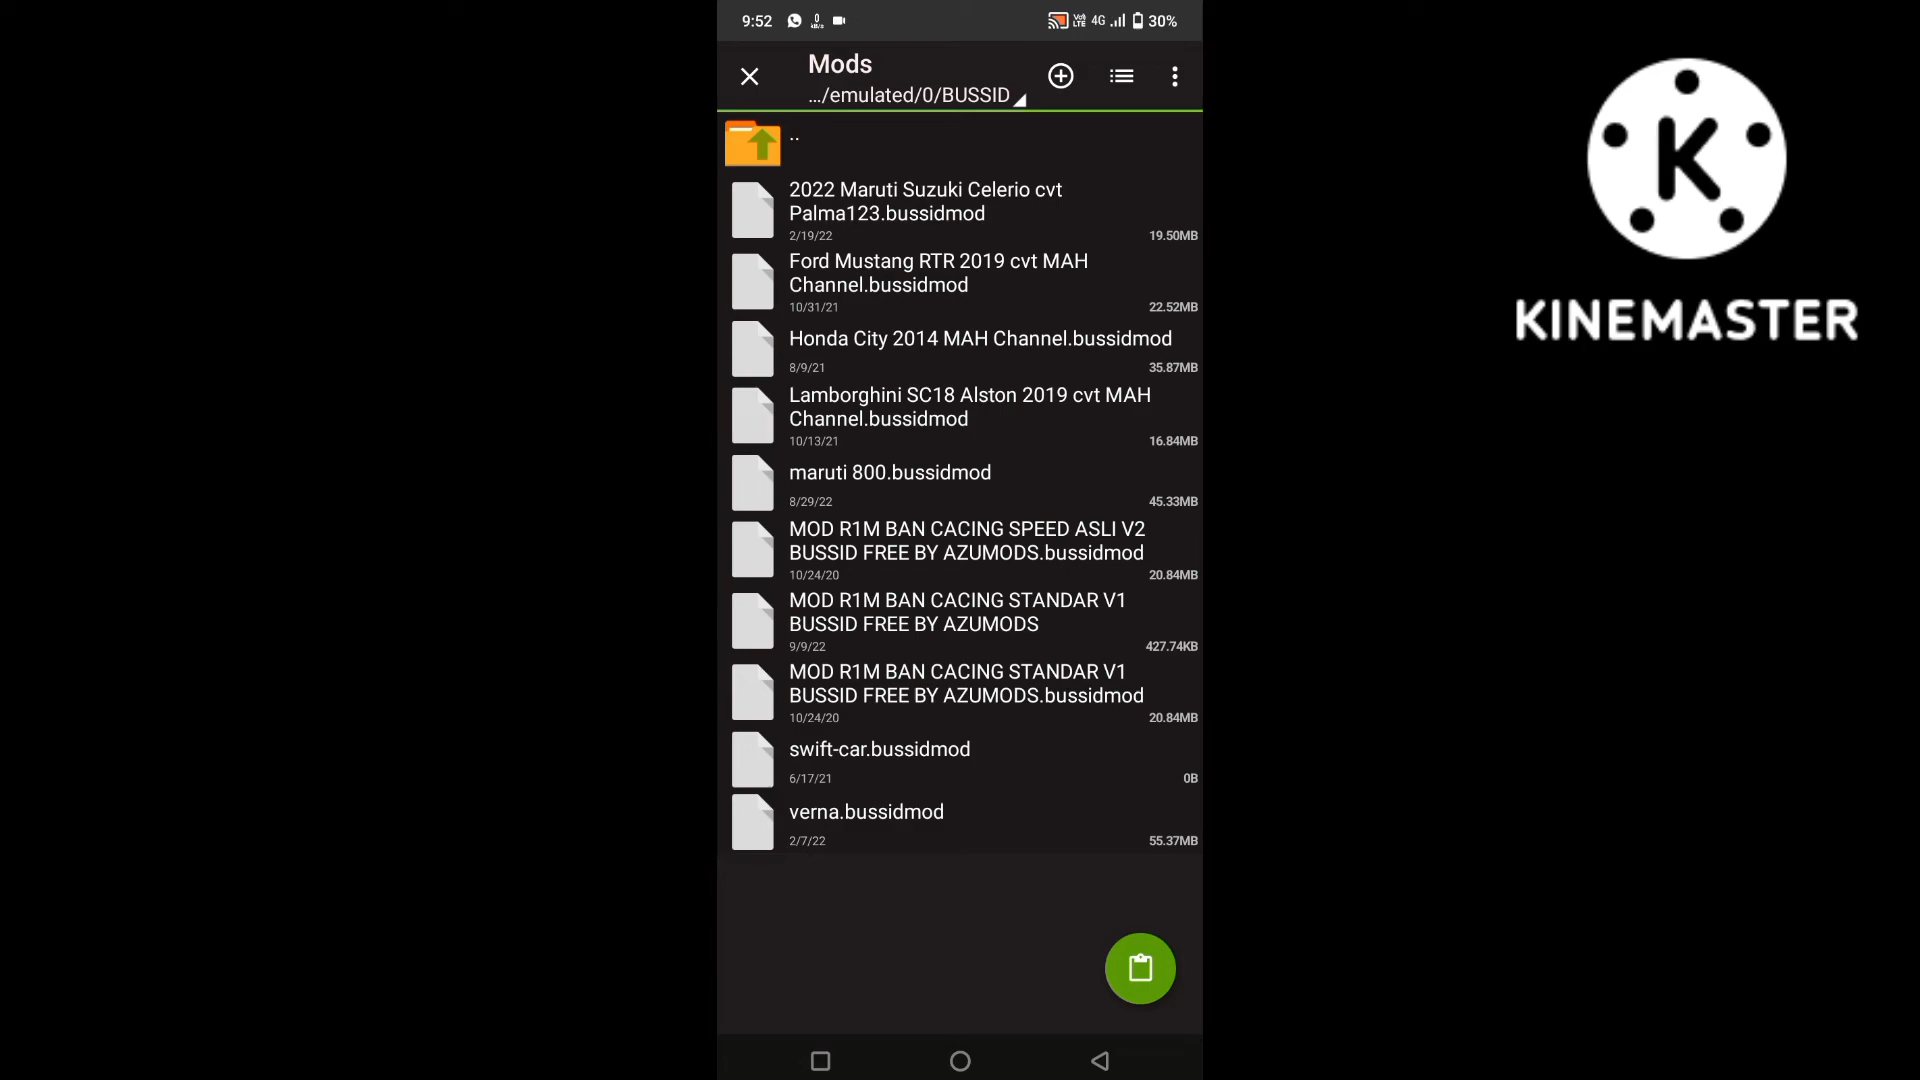 9:52 0 KB/s Vo) LTE 4G 30%
Mods
.../emulated/0/BUSSID
..
2022 Maruti Suzuki Celerio cvt
Palma123.bussidmod
2/19/22 19.50MB
Ford Mustang RTR 2019 cvt MAH
Channel.bussidmod
10/31/21 22.52MB
Honda City 2014 MAH Channel.bussidmod
8/9/21 35.87MB
Lamborghini SC18 Alston 2019 cvt MAH
Channel.bussidmod
10/13/21 16.84MB
maruti 800.bussidmod
8/29/22 45.33MB
MOD R1M BAN CACING SPEED ASLI V2
BUSSID FREE BY AZUMODS.bussidmod
10/24/20 20.84MB
MOD R1M BAN CACING STANDAR V1
BUSSID FREE BY AZUMODS
9/9/22 427.74KB
MOD R1M BAN CACING STANDAR V1
BUSSID FREE BY AZUMODS.bussidmod
10/24/20 20.84MB
swift-car.bussidmod
6/17/21 0B
verna.bussidmod
2/7/22 55.37MB
K
KINEMASTER